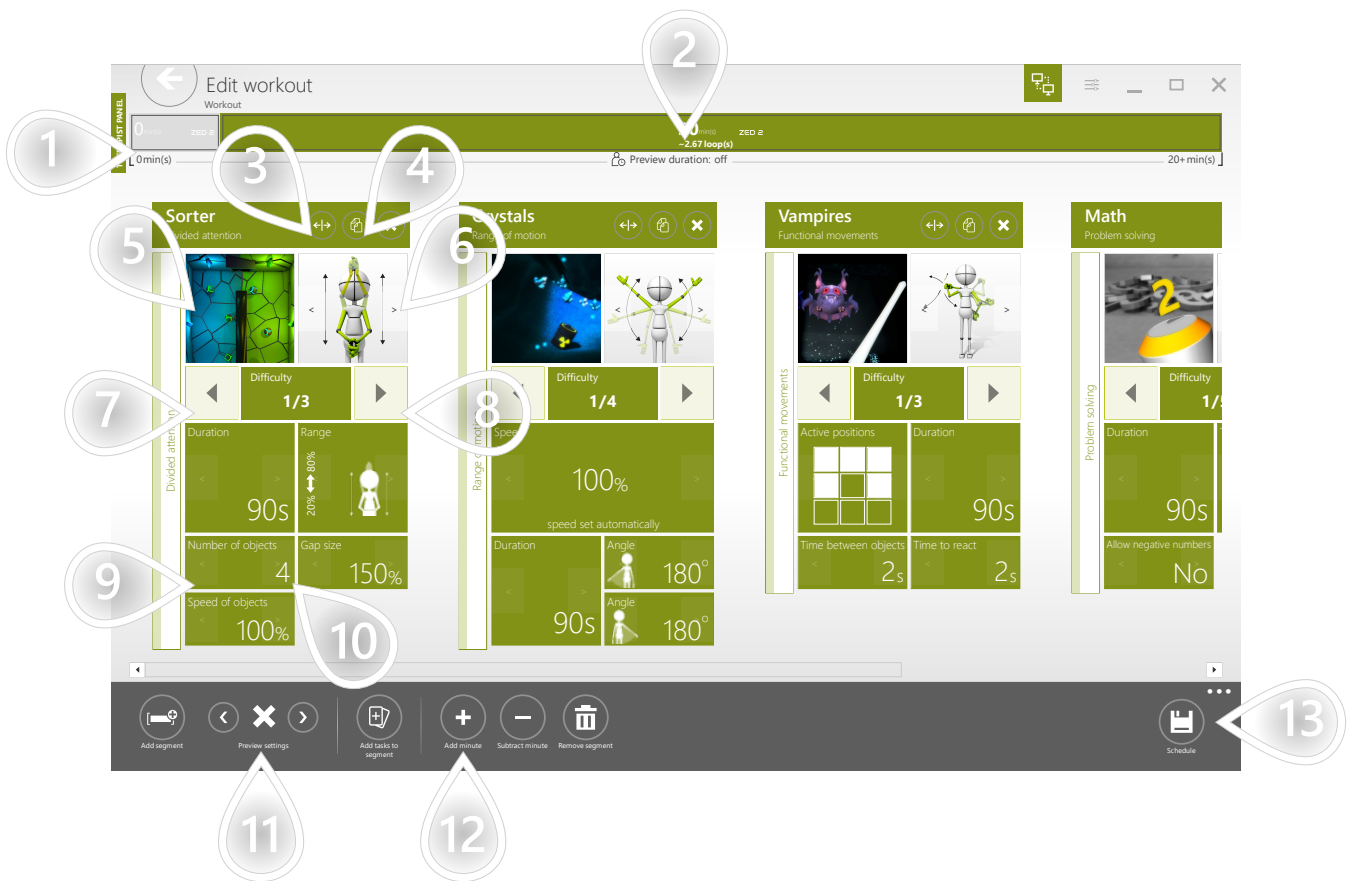 2
Edit workout
Workout
0min(s) ZED 2
min(s) ZED 2
~2.67 loop(s)
1
0min(s)
Preview duration: off
20+min(s)
3
4
Sorter
Divided attention
Crystals
Range of motion
Vampires
Functional movements
Math
Problem solving
5
6
2
Difficulty
1/3
Difficulty
1/4
Difficulty
1/3
Difficulty
7
8
Divided attention
Range of motion
Functional movements
Problem solving
Duration
90s
Range
20% 80%
Speed
100%
speed set automatically
Active positions
Duration
90s
Duration
90s
9
Number of objects
4
Gap size
150%
Duration
90s
Angle
180°
Angle
180°
Time between objects
2s
Time to react
2s
Allow negative numbers
No
Speed of objects
100%
10
Add segment
Preview settings
Add tasks to
segment
Add minute
Subtract minute
Remove segment
Schedule
13
11
12